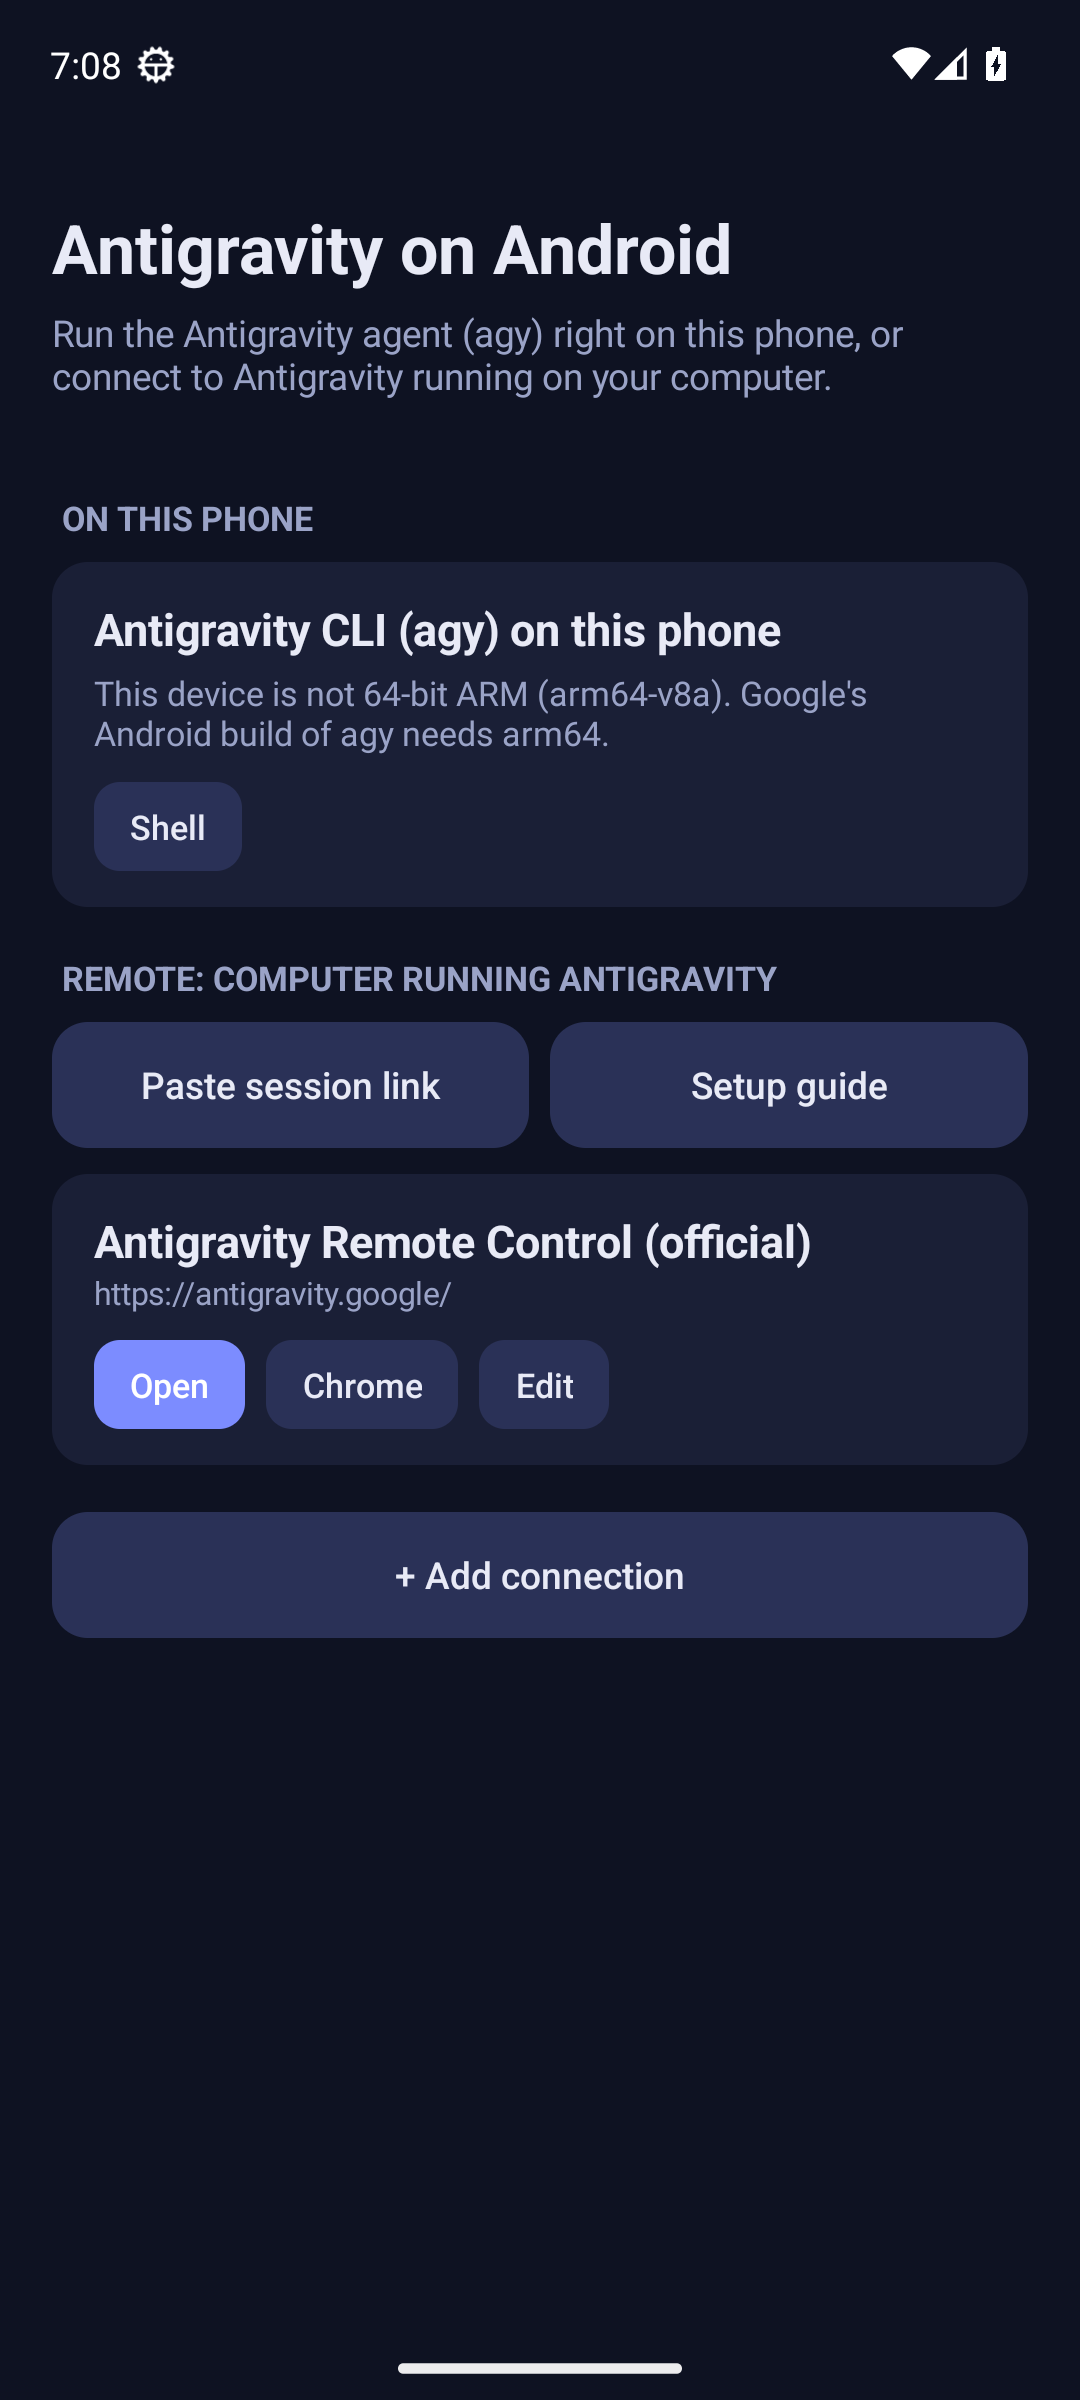 7:08
Antigravity on Android
Run the Antigravity agent (agy) right on this phone, or
connect to Antigravity running on your computer.
ON THIS PHONE
Antigravity CLI (agy) on this phone
This device is not 64-bit ARM (arm64-v8a). Google's
Android build of agy needs arm64.
Shell
REMOTE: COMPUTER RUNNING ANTIGRAVITY
Paste session link
Setup guide
Antigravity Remote Control (official)
https://antigravity.google/
Open
Chrome
Edit
+ Add connection